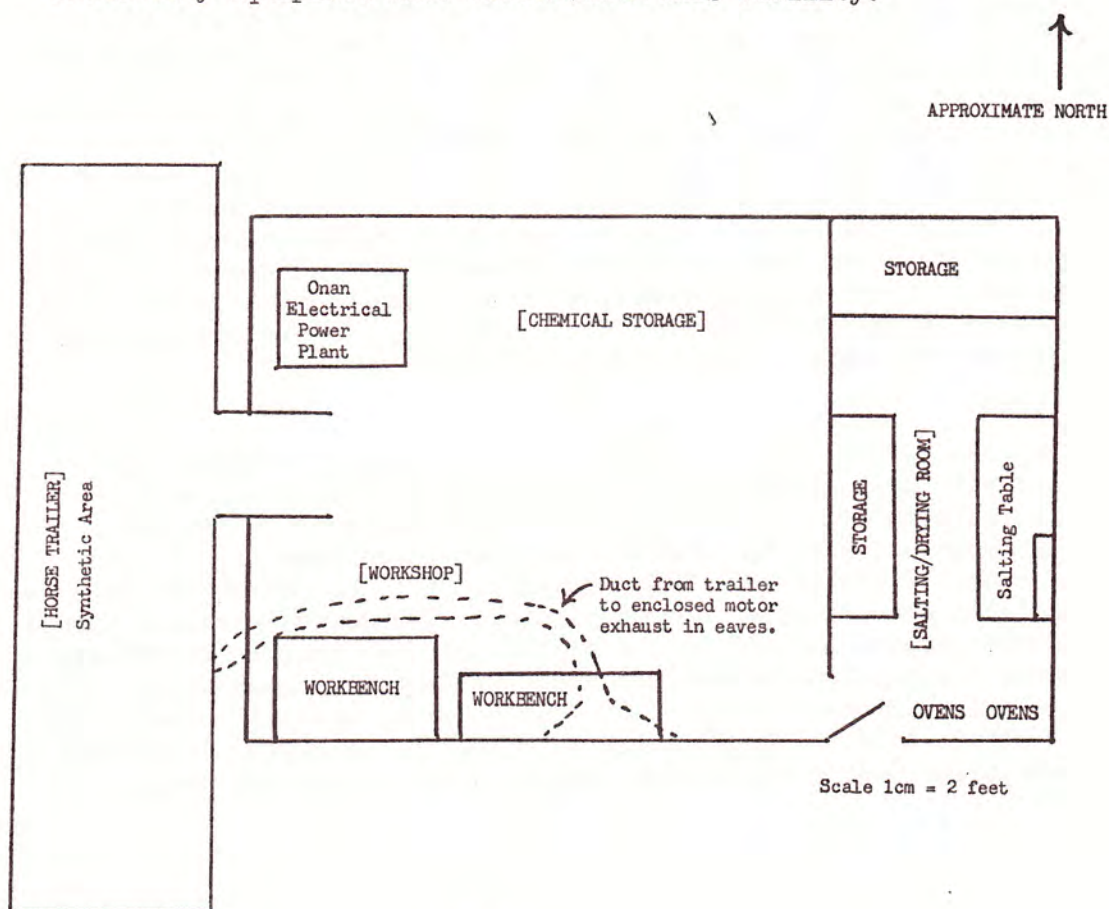 APPROXIMATE NORTH
STORAGE
Onan
Electrical
Power
Plant
[CHEMICAL STORAGE]
[HORSE TRAILER]
Synthetic Area
STORAGE
[SALTING/DRYING ROOM]
Salting Table
[WORKSHOP]
Duct from trailer
to enclosed motor
exhaust in eaves.
WORKBENCH
WORKBENCH
OVENS OVENS
Scale 1cm = 2 feet